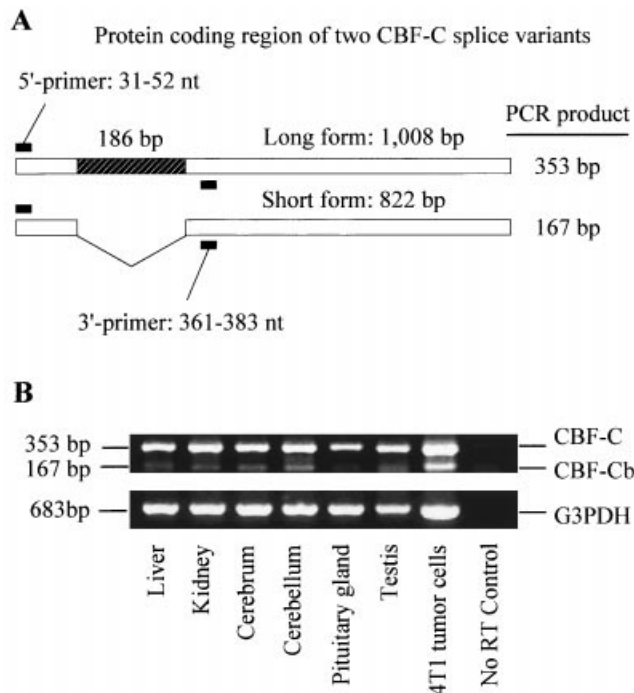 A
Protein coding region of two CBF-C splice variants
5'-primer: 31-52 nt
PCR product
186 bp
Long form: 1,008 bp
353 bp
Short form: 822 bp
167 bp
3'-primer: 361-383 nt
B
353 bp
CBF-C
167 bp
CBF-Cb
683bp
G3PDH
Liver
Kidney
Cerebrum
Cerebellum
Pituitary gland
Testis
4T1 tumor cells
No RT Control